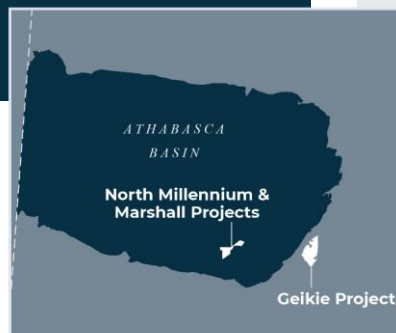 ATHABASCA
BASIN
North Millennium &
Marshall Projects
Geikie Project